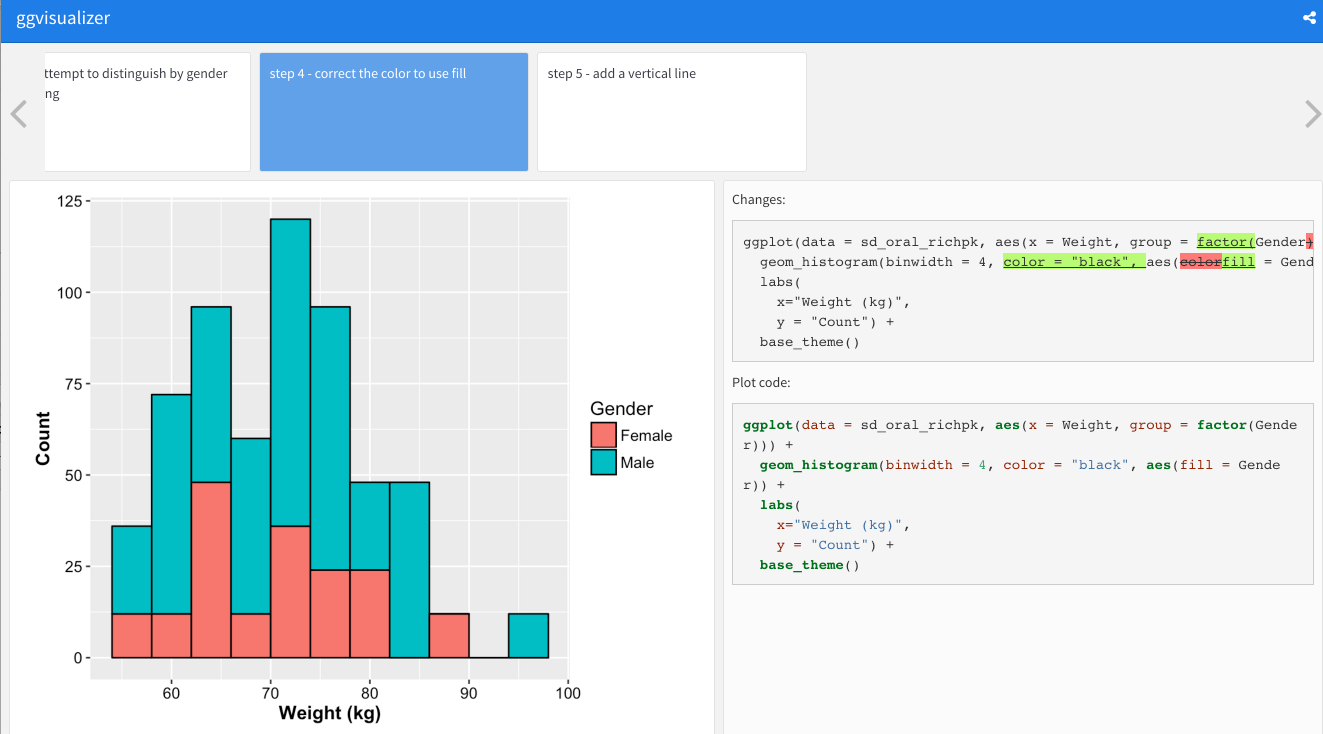 ggvisualizer
ttempt to distinguish by gender
ng
step 4 - correct the color to use fill
step 5 - add a vertical line
125
100
75
50
25
0
Count
60 70 80 90 100
Weight (kg)
Gender
Female
Male
Changes:
ggplot(data = sd_oral_richpk, aes(x = Weight, group = factor(Gender)
  geom_histogram(binwidth = 4, color = "black", aes(colorfill = Gend
  labs(
    x="Weight (kg)",
    y = "Count") +
  base_theme()
Plot code:
ggplot(data = sd_oral_richpk, aes(x = Weight, group = factor(Gende
r))) +
  geom_histogram(binwidth = 4, color = "black", aes(fill = Gende
r)) +
  labs(
    x="Weight (kg)",
    y = "Count") +
  base_theme()